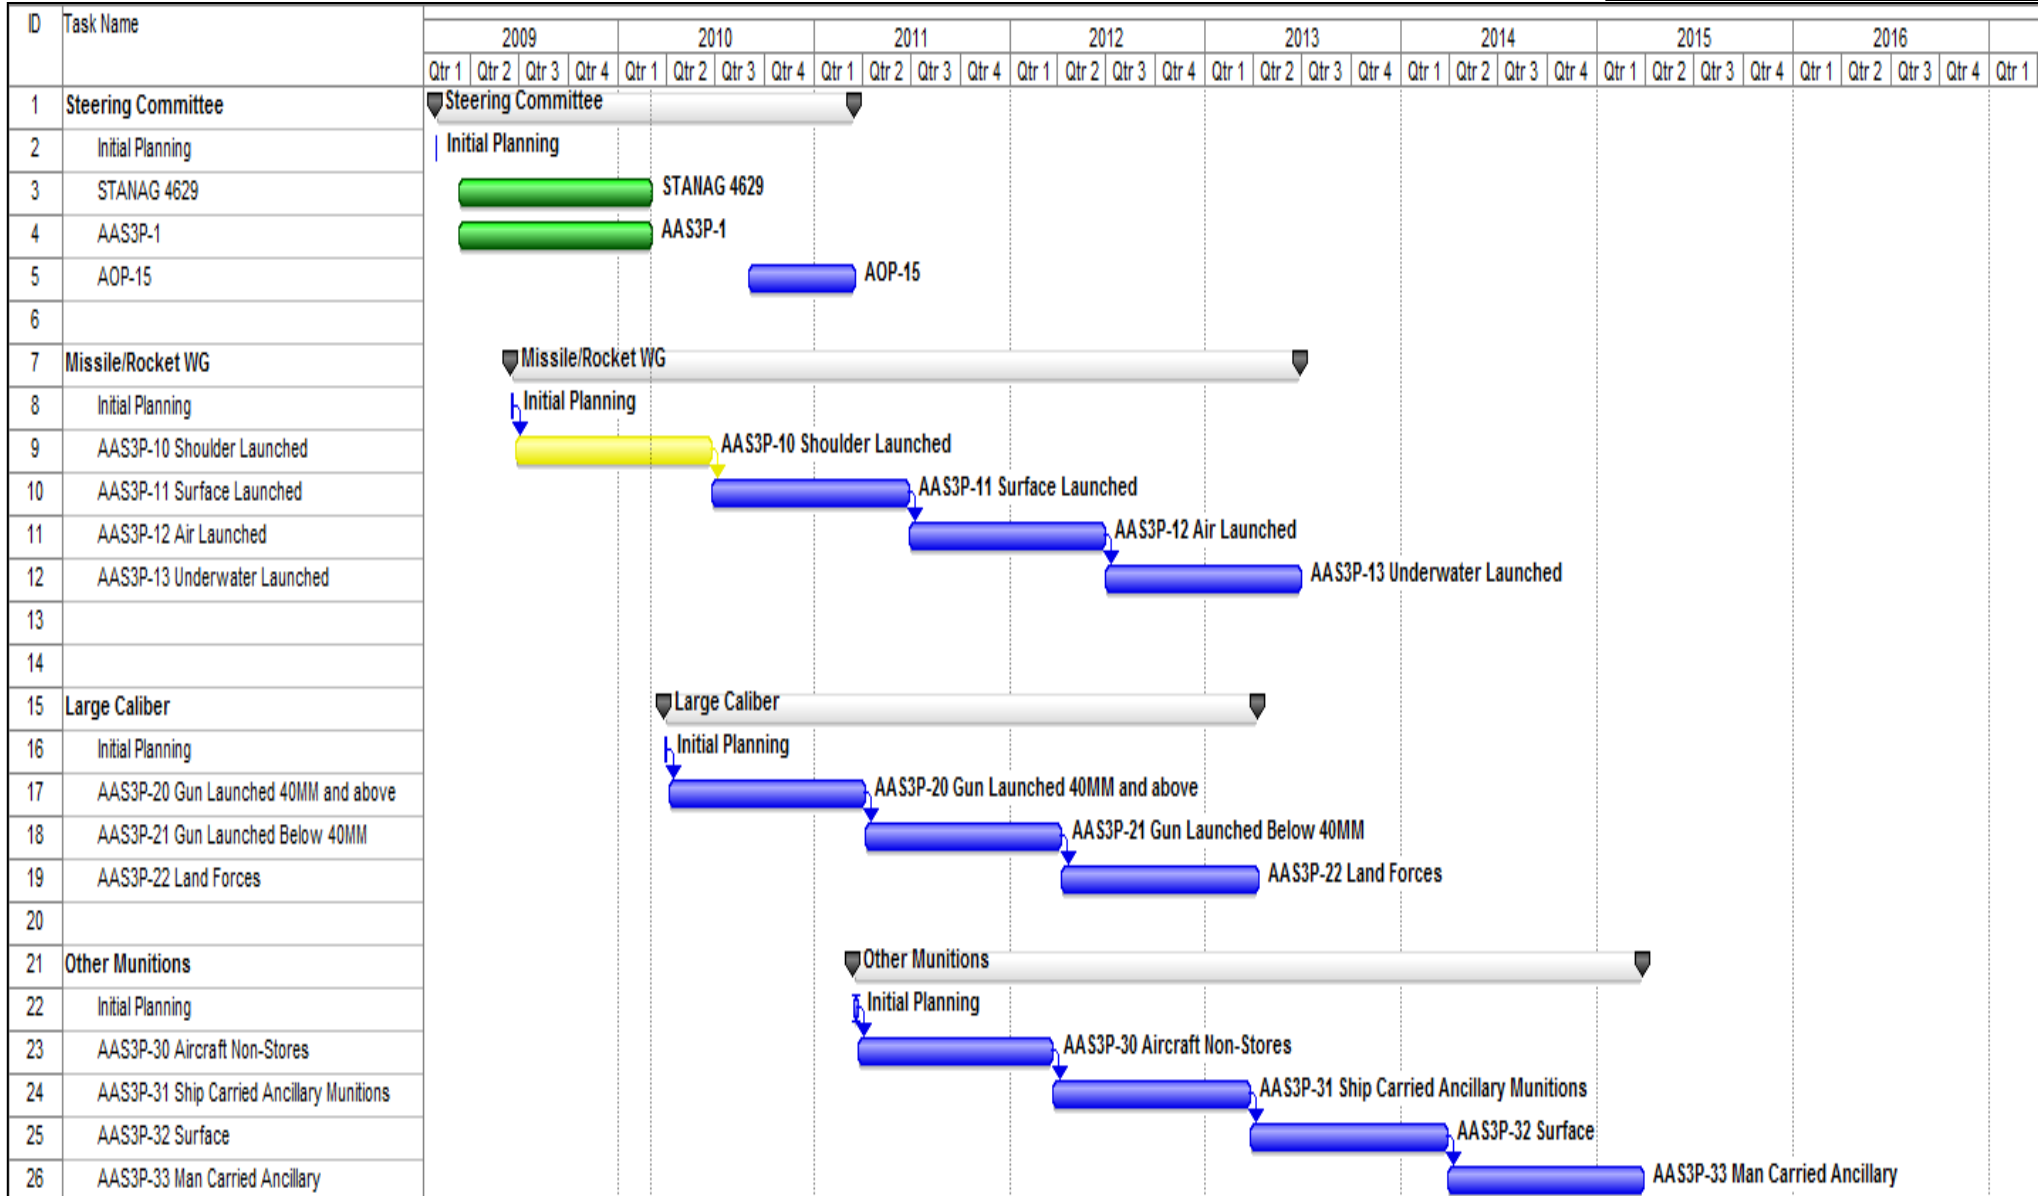 ID Task Name
2009 2010 2011 2012 2013 2014 2015 2016
Qtr 1 Qtr 2 Qtr 3 Qtr 4 Qtr 1 Qtr 2 Qtr 3 Qtr 4 Qtr 1 Qtr 2 Qtr 3 Qtr 4 Qtr 1 Qtr 2 Qtr 3 Qtr 4 Qtr 1 Qtr 2 Qtr 3 Qtr 4 Qtr 1 Qtr 2 Qtr 3 Qtr 4 Qtr 1 Qtr 2 Qtr 3 Qtr 4 Qtr 1 Qtr 2 Qtr 3 Qtr 4 Qtr 1
1 Steering Committee Steering Committee
2 Initial Planning Initial Planning
3 STANAG 4629 STANAG 4629
4 AAS3P-1 AAS3P-1
5 AOP-15 AOP-15
6
7 Missile/Rocket WG Missile/Rocket WG
8 Initial Planning Initial Planning
9 AAS3P-10 Shoulder Launched AAS3P-10 Shoulder Launched
10 AAS3P-11 Surface Launched AAS3P-11 Surface Launched
11 AAS3P-12 Air Launched AAS3P-12 Air Launched
12 AAS3P-13 Underwater Launched AAS3P-13 Underwater Launched
13
14
15 Large Caliber Large Caliber
16 Initial Planning Initial Planning
17 AAS3P-20 Gun Launched 40MM and above AAS3P-20 Gun Launched 40MM and above
18 AAS3P-21 Gun Launched Below 40MM AAS3P-21 Gun Launched Below 40MM
19 AAS3P-22 Land Forces AAS3P-22 Land Forces
20
21 Other Munitions Other Munitions
22 Initial Planning Initial Planning
23 AAS3P-30 Aircraft Non-Stores AAS3P-30 Aircraft Non-Stores
24 AAS3P-31 Ship Carried Ancillary Munitions AAS3P-31 Ship Carried Ancillary Munitions
25 AAS3P-32 Surface AAS3P-32 Surface
26 AAS3P-33 Man Carried Ancillary AAS3P-33 Man Carried Ancillary